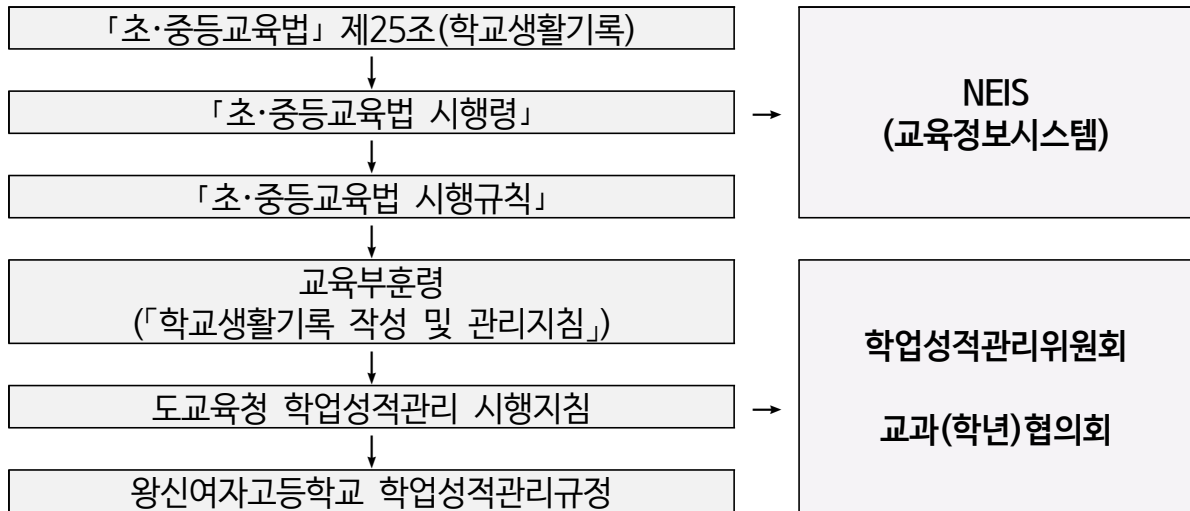 「초·중등교육법」 제25조(학교생활기록)
「초·중등교육법 시행령」
「초·중등교육법 시행규칙」
교육부훈령
(「학교생활기록 작성 및 관리지침」)
도교육청 학업성적관리 시행지침
왕신여자고등학교 학업성적관리규정
NEIS
(교육정보시스템)
학업성적관리위원회
교과(학년)협의회